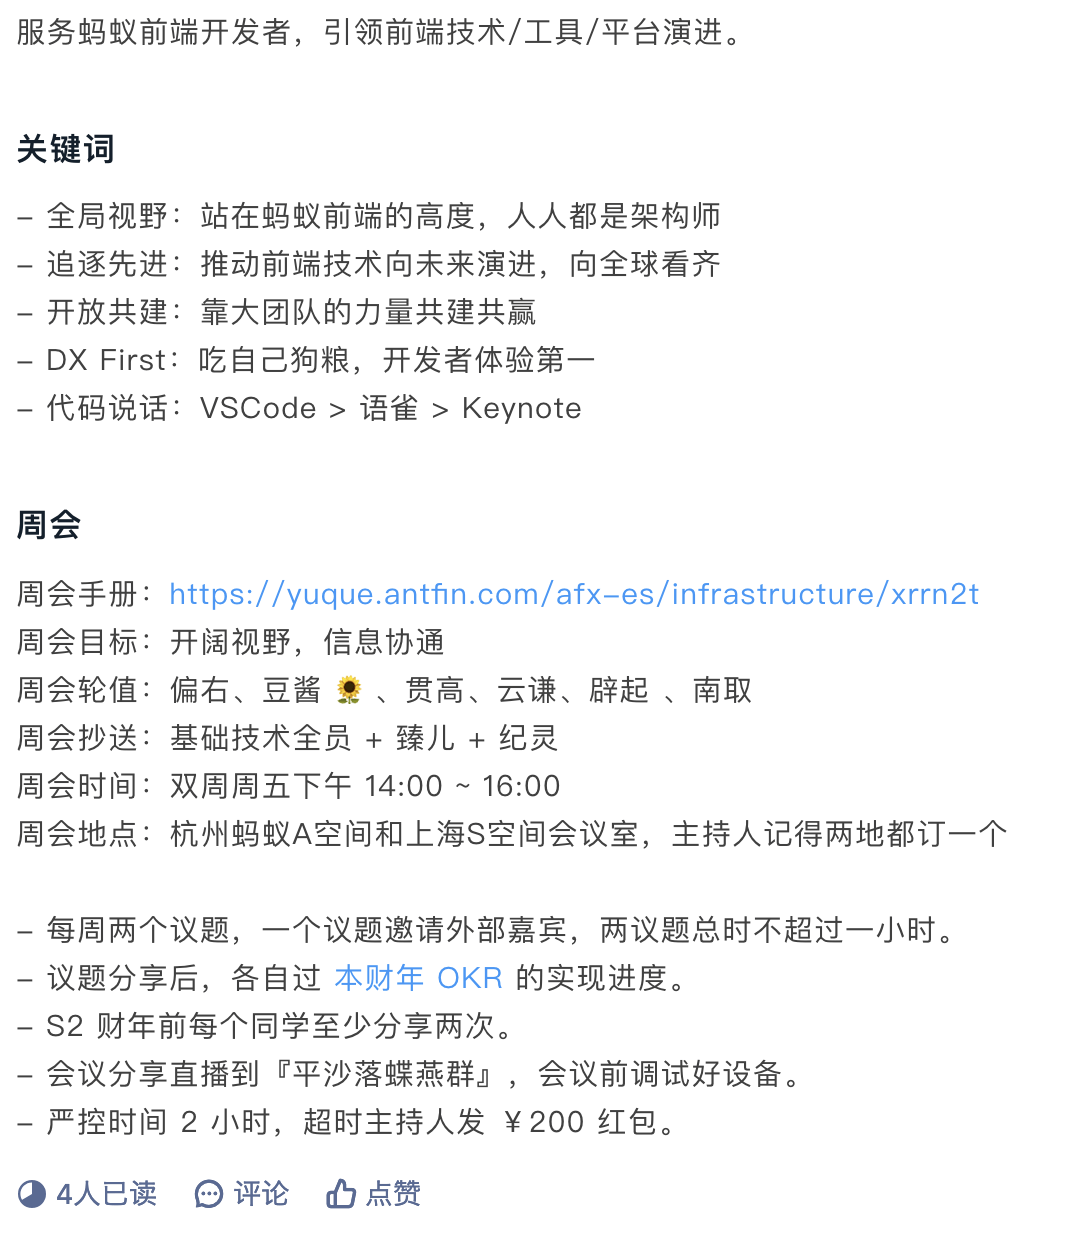 服务蚂蚁前端开发者，引领前端技术/工具/平台演进。
关键词
– 全局视野：站在蚂蚁前端的高度，人人都是架构师
– 追逐先进：推动前端技术向未来演进，向全球看齐
– 开放共建：靠大团队的力量共建共赢
– DX First：吃自己狗粮，开发者体验第一
– 代码说话：VSCode > 语雀 > Keynote
周会
周会手册：https://yuque.antfin.com/afx-es/infrastructure/xrrn2t
周会目标：开阔视野，信息协通
周会轮值：偏右、豆酱 🌻 、贯高、云谦、辟起 、南取
周会抄送：基础技术全员 + 臻儿 + 纪灵
周会时间：双周周五下午 14:00 ~ 16:00
周会地点：杭州蚂蚁A空间和上海S空间会议室，主持人记得两地都订一个
– 每周两个议题，一个议题邀请外部嘉宾，两议题总时不超过一小时。
– 议题分享后，各自过 本财年 OKR 的实现进度。
– S2 财年前每个同学至少分享两次。
– 会议分享直播到『平沙落蝶燕群』，会议前调试好设备。
– 严控时间 2 小时，超时主持人发 ￥200 红包。
4人已读 评论 点赞